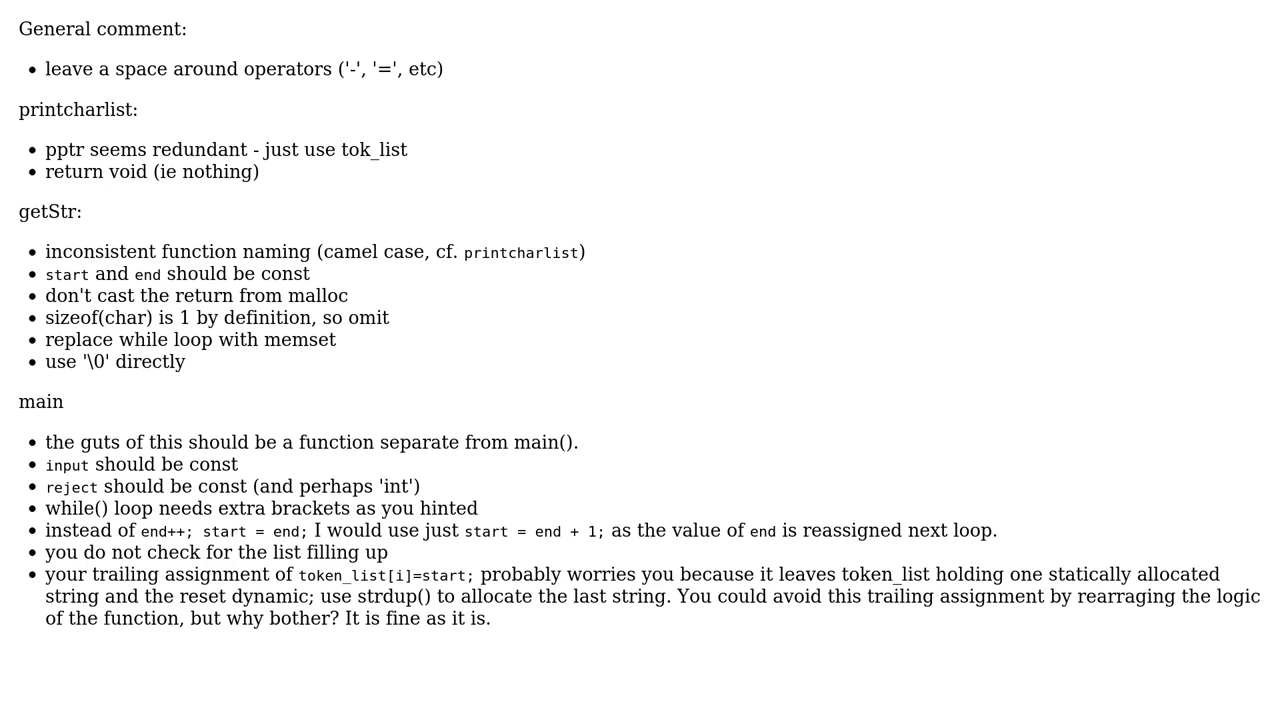 General comment:
• leave a space around operators ('-', '=', etc)
printcharlist:
• pptr seems redundant - just use tok_list
• return void (ie nothing)
getStr:
• inconsistent function naming (camel case, cf. printcharlist)
• start and end should be const
• don't cast the return from malloc
• sizeof(char) is 1 by definition, so omit
• replace while loop with memset
• use '\0' directly
main
• the guts of this should be a function separate from main().
• input should be const
• reject should be const (and perhaps 'int')
• while() loop needs extra brackets as you hinted
• instead of end++; start = end; I would use just start = end + 1; as the value of end is reassigned next loop.
• you do not check for the list filling up
• your trailing assignment of token_list[i]=start; probably worries you because it leaves token_list holding one statically allocated
string and the reset dynamic; use strdup() to allocate the last string. You could avoid this trailing assignment by rearraging the logic
of the function, but why bother? It is fine as it is.